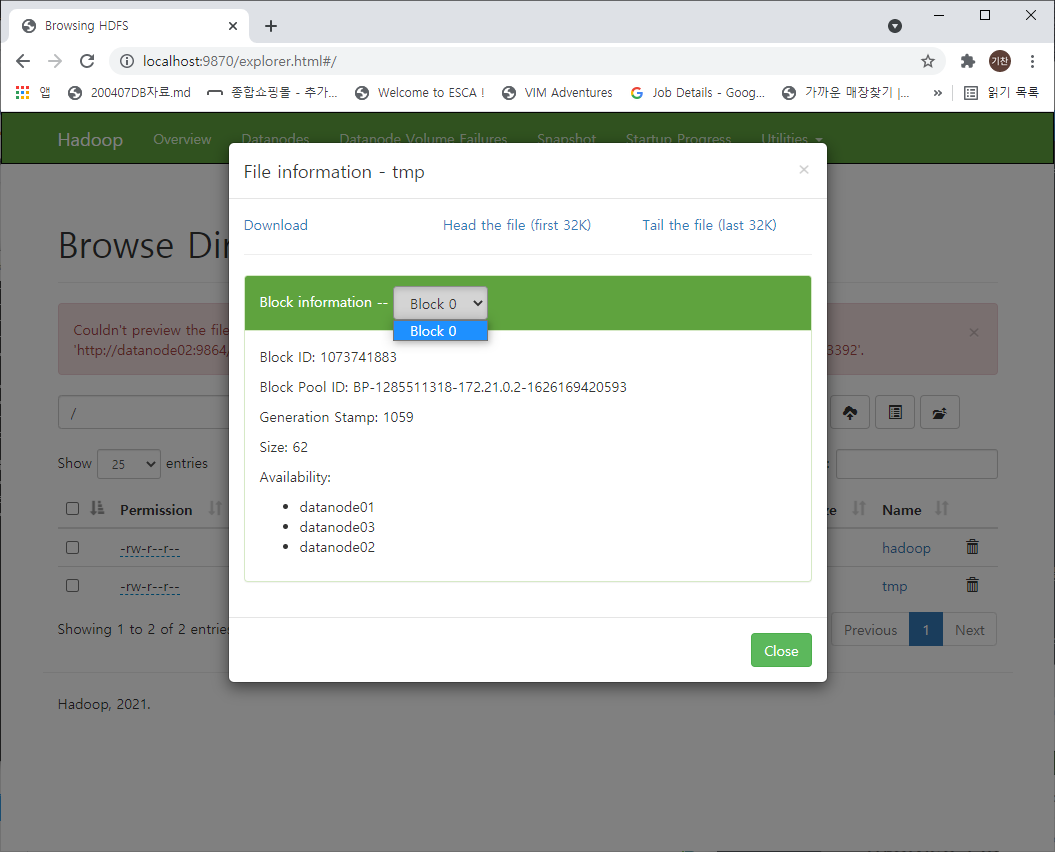 Browsing HDFS
localhost:9870/explorer.html#/
기찬
앱 200407DB자료.md 종합쇼핑몰 - 추가... Welcome to ESCA ! VIM Adventures Job Details - Goog... 가까운 매장찾기 |... » 읽기 목록
Hadoop Overview Datanodes Datanode Volume Failures Snapshot Startup Progress Utilities
File information - tmp ×
Download Head the file (first 32K) Tail the file (last 32K)
Browse Dir
Block information -- Block 0
Block 0
Couldn't preview the file
'http://datanode02:9864/ 3392'. ×
Block ID: 1073741883
Block Pool ID: BP-1285511318-172.21.0.2-1626169420593
Generation Stamp: 1059
Size: 62
Availability:
datanode01
datanode03
datanode02
/
Show 25 entries :
Permission ze Name
-rw-r--r-- hadoop
-rw-r--r-- tmp
Showing 1 to 2 of 2 entries Previous 1 Next
Close
Hadoop, 2021.